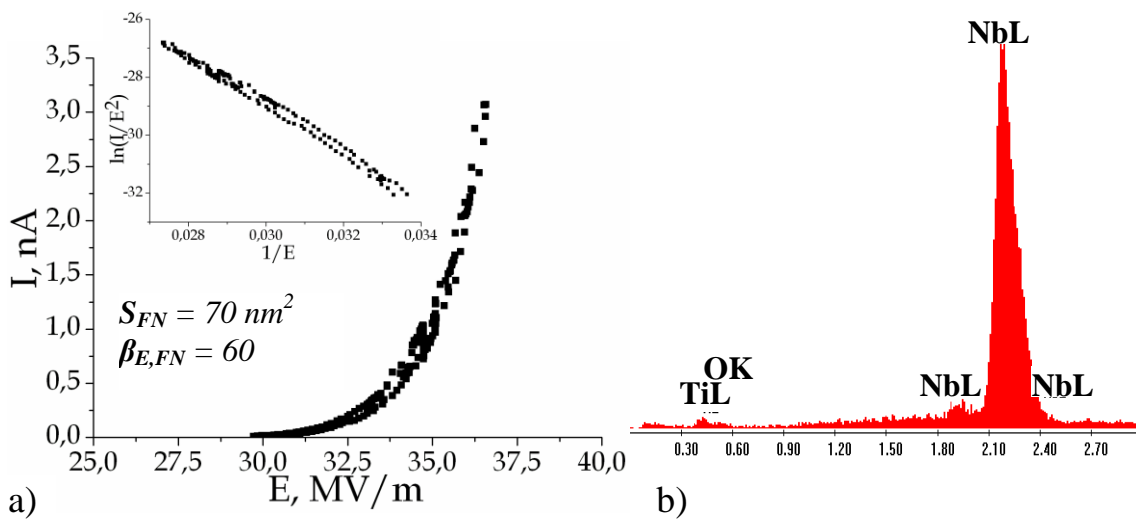 -26
-28
-30
-32
ln(I/E²)
0,028 0,030 0,032 0,034
1/E
3,5
3,0
2,5
2,0
1,5
1,0
0,5
0,0
I, nA
S_FN = 70 nm²
β_E,FN = 60
25,0 27,5 30,0 32,5 35,0 37,5 40,0
E, MV/m
a)
NbL
OK
TiL
NbL
NbL
0.30 0.60 0.90 1.20 1.50 1.80 2.10 2.40 2.70
b)